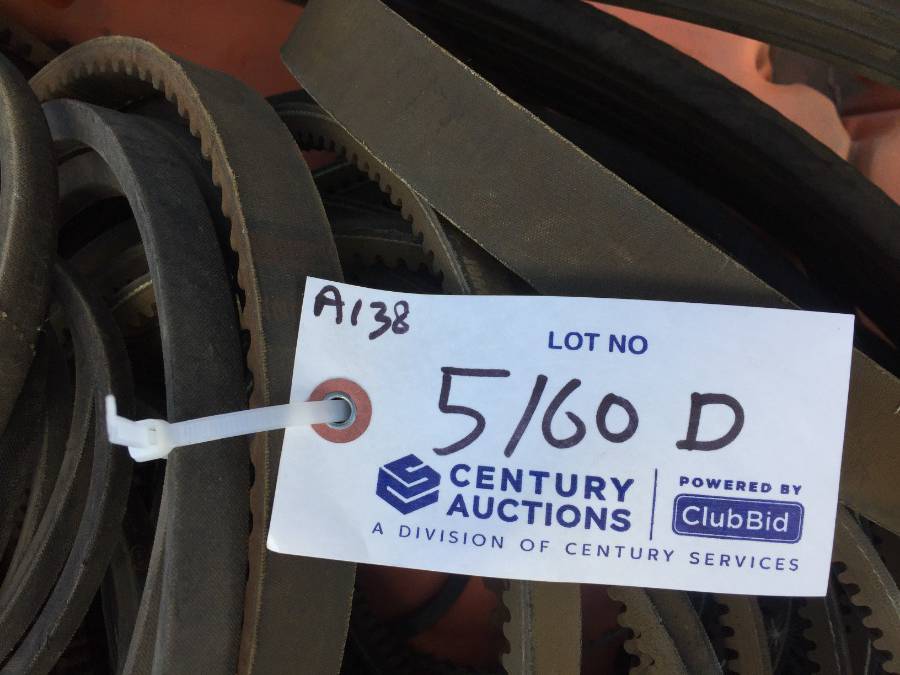 A138
LOT NO
5160 D
CENTURY
AUCTIONS
POWERED BY
ClubBid
A DIVISION OF CENTURY SERVICES